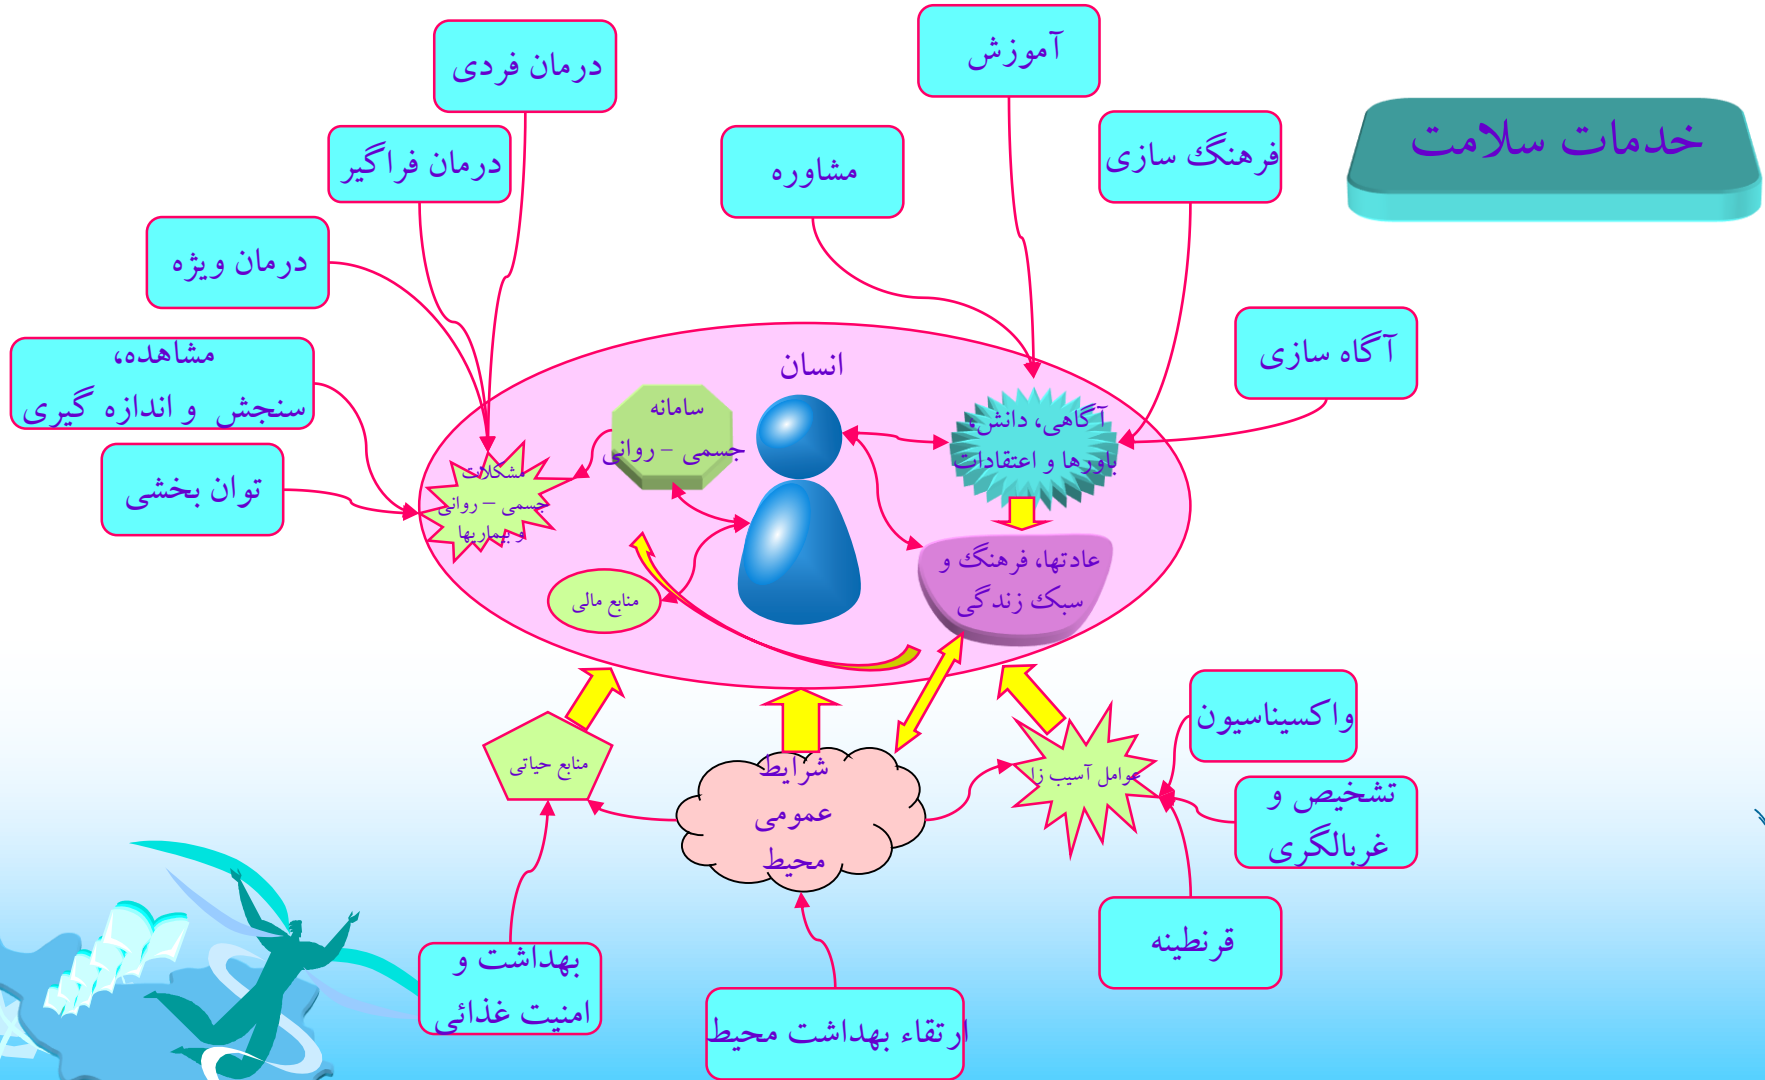 خدمات سلامت
آموزش
درمان فردی
فرهنگ سازی
مشاوره
درمان فراگیر
درمان ویژه
آگاه سازی
مشاهده،
سنجش و اندازه گیری
توان بخشی
انسان
سامانه
جسمی – روانی
آگاهی، دانش،
باورها و اعتقادات
مشکلات
جسمی – روانی
و بیماریها
عادتها، فرهنگ و
سبک زندگی
منابع مالی
منابع حیاتی
شرایط
عمومی
محیط
عوامل آسیب زا
واکسیناسیون
تشخیص و
غربالگری
قرنطینه
بهداشت و
امنیت غذائی
ارتقاء بهداشت محیط